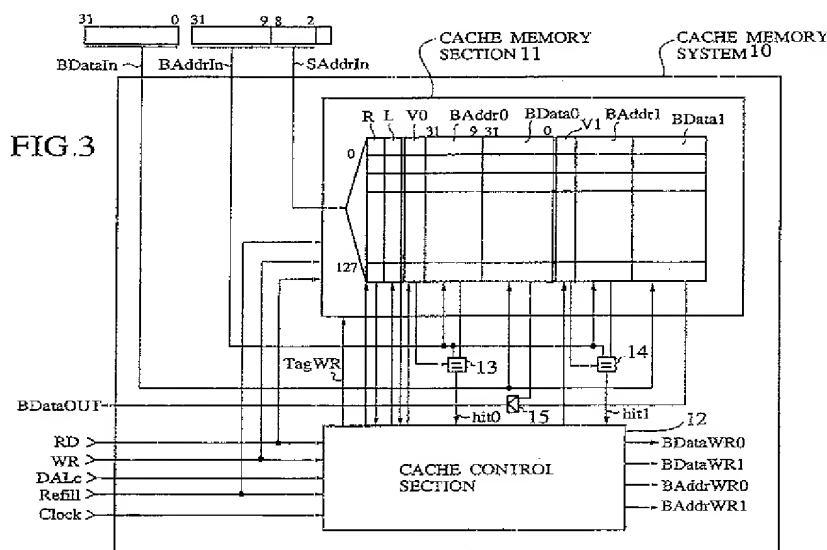 31 0 31 9 8 2
CACHE MEMORY SECTION 11
CACHE MEMORY SYSTEM 10
BDataIn BAddrIn SAddrIn
FIG.3
R L V0 BAddr0 BData0 V1 BAddr1 BData1
31 9 31 0
0
127
TagWR
13
14
BDataOUT
hit0
15
hit1
12
RD
WR
DALc
Refill
Clock
CACHE CONTROL
SECTION
BDataWR0
BDataWR1
BAddrWR0
BAddrWR1